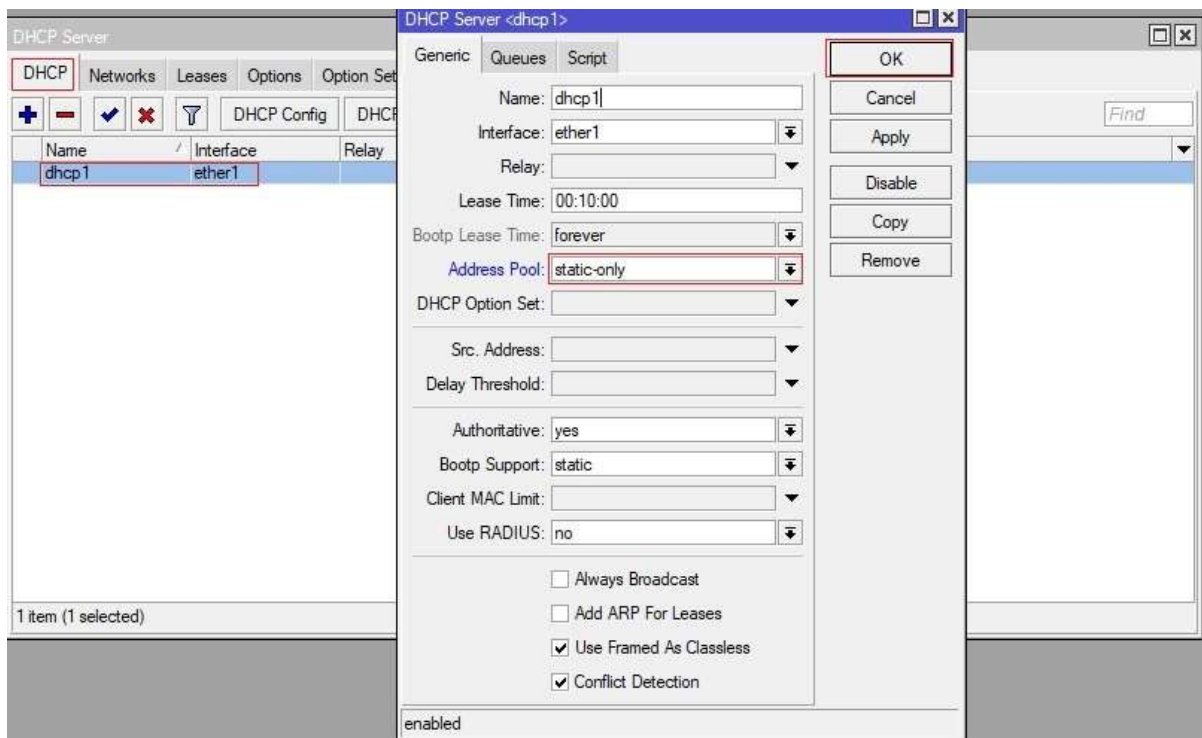 DHCP Server
DHCP Networks Leases Options Option Set
DHCP Config DHCP
Find
Name Interface Relay
dhcp1 ether1
1 item (1 selected)
DHCP Server <dhcp1>
Generic Queues Script
Name: dhcp1
Interface: ether1
Relay:
Lease Time: 00:10:00
Bootp Lease Time: forever
Address Pool: static-only
DHCP Option Set:
Src. Address:
Delay Threshold:
Authoritative: yes
Bootp Support: static
Client MAC Limit:
Use RADIUS: no
Always Broadcast
Add ARP For Leases
Use Framed As Classless
Conflict Detection
enabled
OK
Cancel
Apply
Disable
Copy
Remove